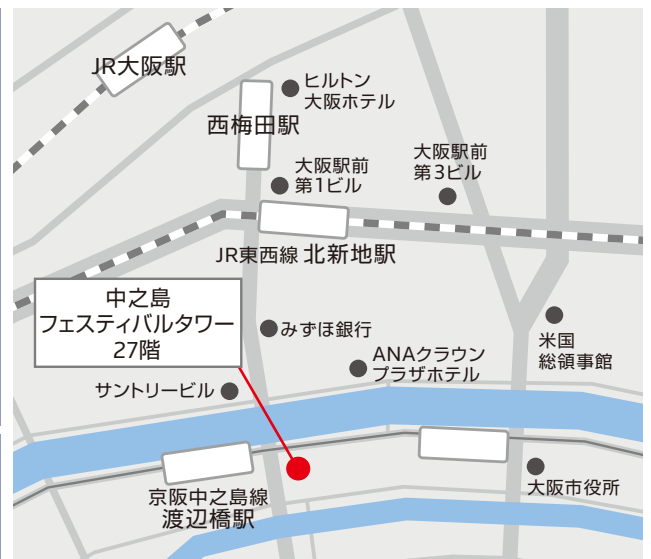 JR大阪駅
ヒルトン
大阪ホテル
西梅田駅
大阪駅前
第1ビル
大阪駅前
第3ビル
JR東西線 北新地駅
中之島
フェスティバルタワー
27階
みずほ銀行
米国
総領事館
ANAクラウン
プラザホテル
サントリービル
京阪中之島線
渡辺橋駅
大阪市役所